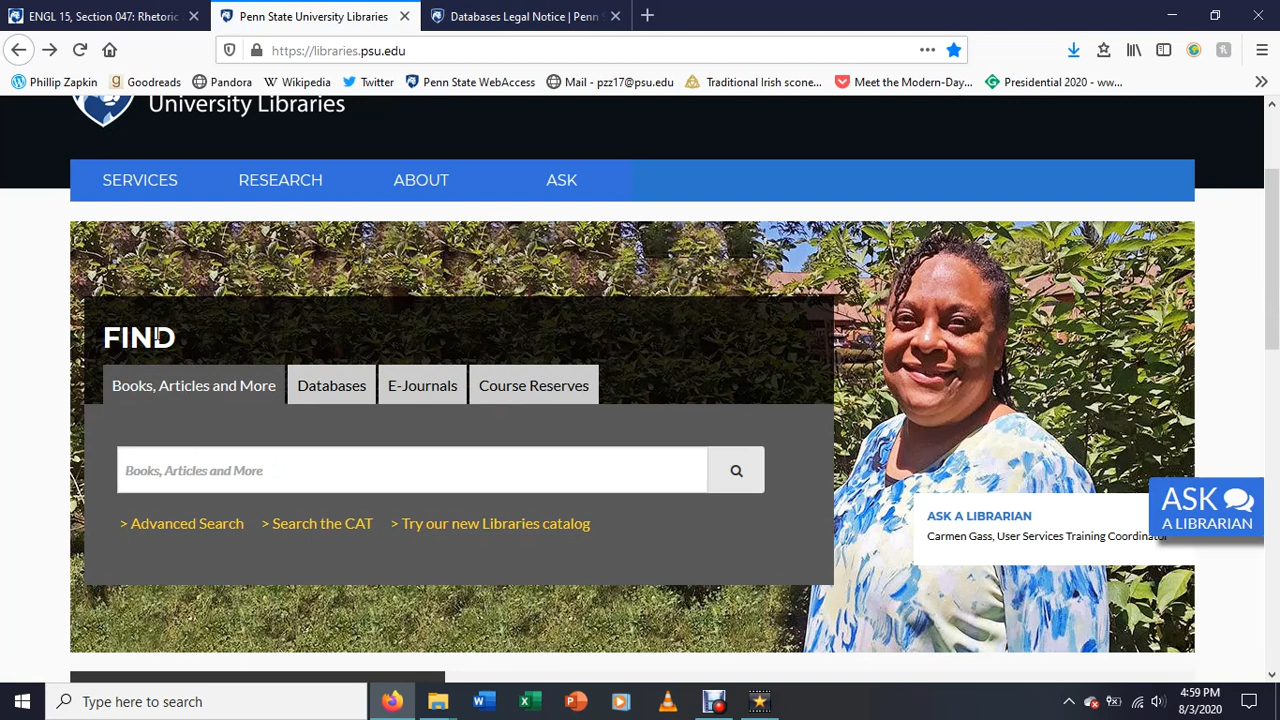 ENGL 15, Section 047: Rhetoric
Penn State University Libraries
Databases Legal Notice | Penn S
https://libraries.psu.edu
Phillip Zapkin
Goodreads
Pandora
W Wikipedia
Twitter
Penn State WebAccess
Mail - pzz17@psu.edu
Traditional Irish scone...
Meet the Modern-Day...
Presidential 2020 - ww...
University Libraries
SERVICES
RESEARCH
ABOUT
ASK
FIND
Books, Articles and More
Databases
E-Journals
Course Reserves
Books, Articles and More
> Advanced Search
> Search the CAT
> Try our new Libraries catalog
ASK A LIBRARIAN
Carmen Gass, User Services Training Coordinator
ASK
A LIBRARIAN
Type here to search
4:59 PM
8/3/2020